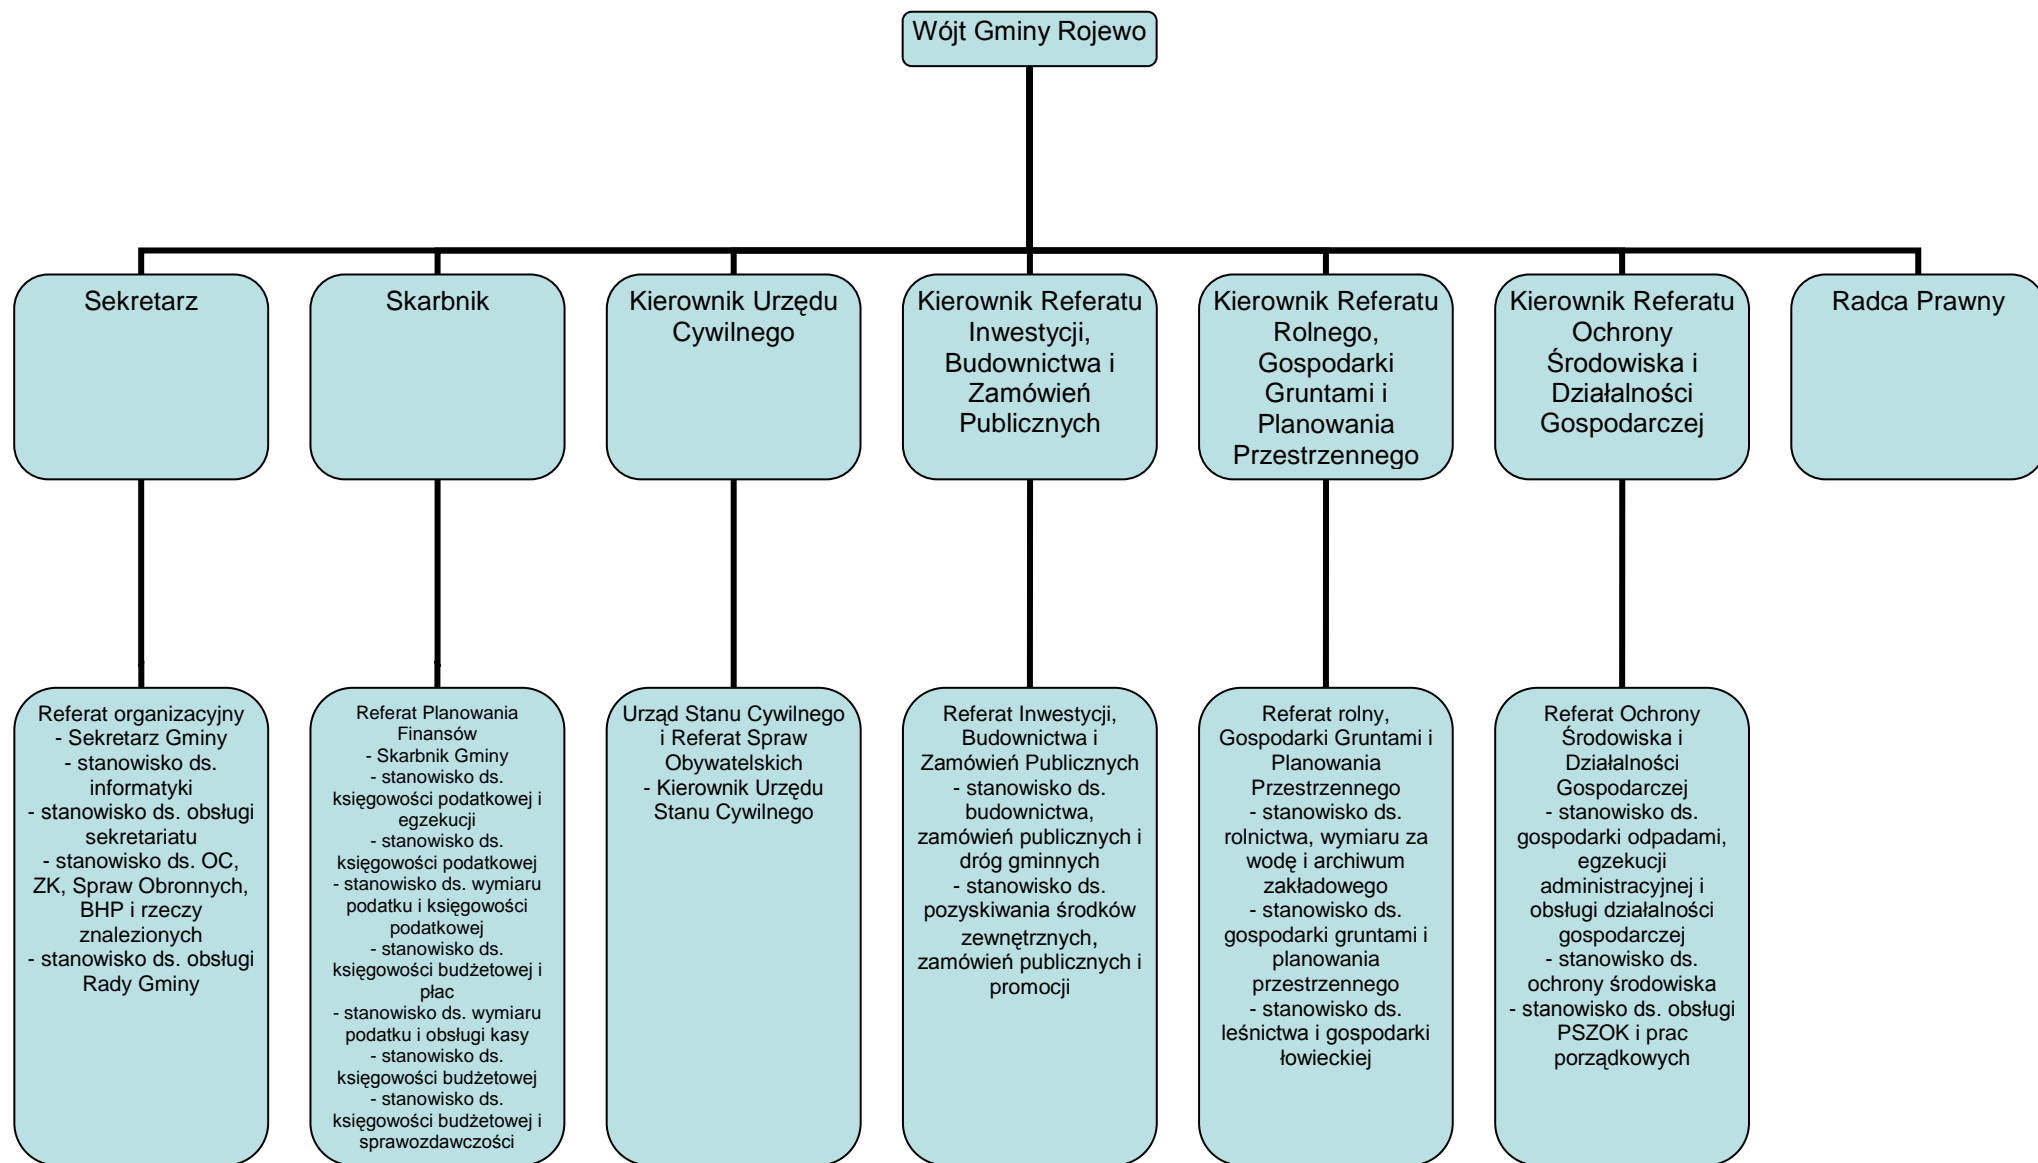 Wójt Gminy Rojewo
Sekretarz
Skarbnik
Kierownik Urzędu
Cywilnego
Kierownik Referatu
Inwestycji,
Budownictwa i
Zamówień
Publicznych
Kierownik Referatu
Rolnego,
Gospodarki
Gruntami i
Planowania
Przestrzennego
Kierownik Referatu
Ochrony
Środowiska i
Działalności
Gospodarczej
Radca Prawny
Referat organizacyjny
- Sekretarz Gminy
- stanowisko ds.
informatyki
- stanowisko ds. obsługi
sekretariatu
- stanowisko ds. OC,
ZK, Spraw Obronnych,
BHP i rzeczy
znalezionych
- stanowisko ds. obsługi
Rady Gminy
Referat Planowania
Finansów
- Skarbnik Gminy
- stanowisko ds.
księgowości podatkowej i
egzekucji
- stanowisko ds.
księgowości podatkowej
- stanowisko ds. wymiaru
podatku i księgowości
podatkowej
- stanowisko ds.
księgowości budżetowej i
płac
- stanowisko ds. wymiaru
podatku i obsługi kasy
- stanowisko ds.
księgowości budżetowej
- stanowisko ds.
księgowości budżetowej i
sprawozdawczości
Urząd Stanu Cywilnego
i Referat Spraw
Obywatelskich
- Kierownik Urzędu
Stanu Cywilnego
Referat Inwestycji,
Budownictwa i
Zamówień Publicznych
- stanowisko ds.
budownictwa,
zamówień publicznych i
dróg gminnych
- stanowisko ds.
pozyskiwania środków
zewnętrznych,
zamówień publicznych i
promocji
Referat rolny,
Gospodarki Gruntami i
Planowania
Przestrzennego
- stanowisko ds.
rolnictwa, wymiaru za
wodę i archiwum
zakładowego
- stanowisko ds.
gospodarki gruntami i
planowania
przestrzennego
- stanowisko ds.
leśnictwa i gospodarki
łowieckiej
Referat Ochrony
Środowiska i
Działalności
Gospodarczej
- stanowisko ds.
gospodarki odpadami,
egzekucji
administracyjnej i
obsługi działalności
gospodarczej
- stanowisko ds.
ochrony środowiska
- stanowisko ds. obsługi
PSZOK i prac
porządkowych